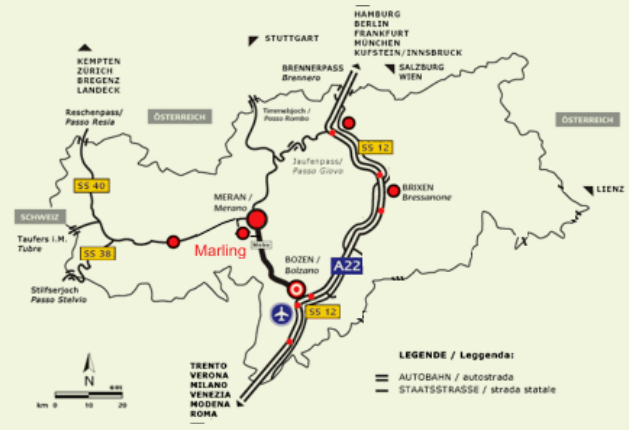 HAMBURG
BERLIN
FRANKFURT
MÜNCHEN
KUFSTEIN/INNSBRUCK
STUTTGART
KEMPTEN
ZÜRICH
BREGENZ
LANDECK
BRENNERPASS
Brennero
SALZBURG
WIEN
Reschenpass/
Passo Resia
ÖSTERREICH
Timmelsjoch /
Passo Rombo
ÖSTERREICH
SS 12
Jaufenpass/
Passo Giovo
SS 40
MERAN /
Merano
BRIXEN
Bressanone
LIENZ
SCHWEIZ
Taufers i.M.
Tubre
SS 38
Marling
BOZEN /
Bolzano
A22
Stilfserjoch
Passo Stelvio
SS 12
TRENTO
VERONA
MILANO
VENEZIA
MODENA
ROMA
LEGENDE / Leggenda:
AUTOBAHN / autostrada
STAATSSTRASSE / strada statale
N
km 0 10 20